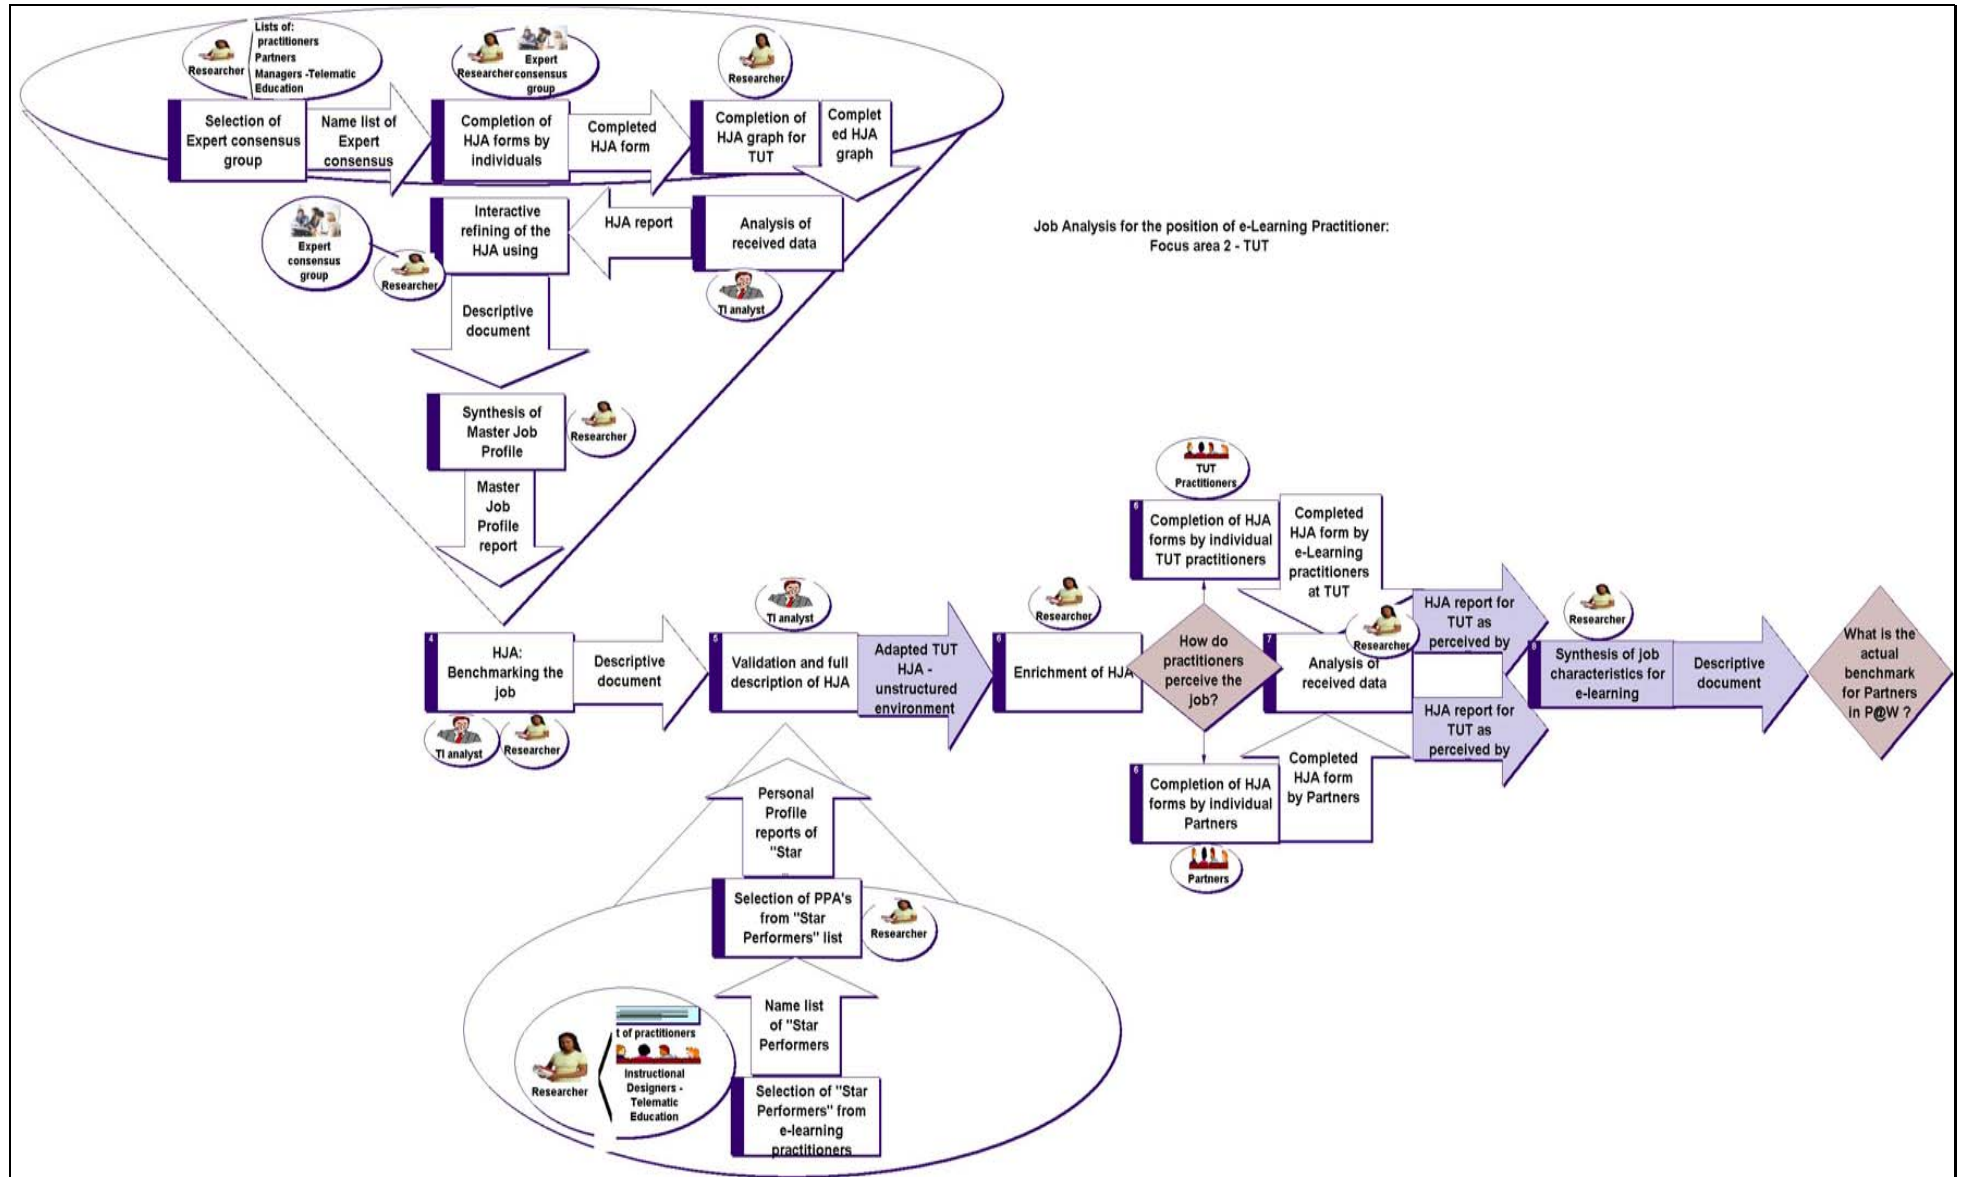 Lists of:
practitioners
Partners
Managers -Telematic
Education
Researcher
Researcher
Expert
consensus
group
Researcher
Selection of
Expert consensus
group
Name list of
Expert
consensus
Completion of
HJA forms by
individuals
Completed
HJA form
Completion of
HJA graph for
TUT
Complet
ed HJA
graph
Expert
consensus
group
Researcher
Interactive
refining of the
HJA using
HJA report
Analysis of
received data
TI analyst
Job Analysis for the position of e-Learning Practitioner:
Focus area 2 - TUT
Descriptive
document
Synthesis of
Master Job
Profile
Researcher
Master
Job
Profile
report
4
HJA:
Benchmarking the
job
TI analyst
Researcher
Descriptive
document
TI analyst
5
Validation and full
description of HJA
Adapted TUT
HJA -
unstructured
environment
Researcher
6
Enrichment of HJA
How do
practitioners
perceive the
job?
TUT
Practitioners
6
Completion of HJA
forms by individual
TUT practitioners
Completed
HJA form by
e-Learning
practitioners
at TUT
Researcher
7
Analysis of
received data
6
Completion of HJA
forms by individual
Partners
Partners
Completed
HJA form
by Partners
HJA report for
TUT as
perceived by
HJA report for
TUT as
perceived by
Researcher
8
Synthesis of job
characteristics for
e-learning
Descriptive
document
What is the
actual
benchmark
for Partners
in P@W ?
Personal
Profile
reports of
"Star
Selection of PPA's
from "Star
Performers" list
Researcher
Name list
of "Star
Performers
Researcher
t of practitioners
Instructional
Designers -
Telematic
Education
Selection of "Star
Performers" from
e-learning
practitioners